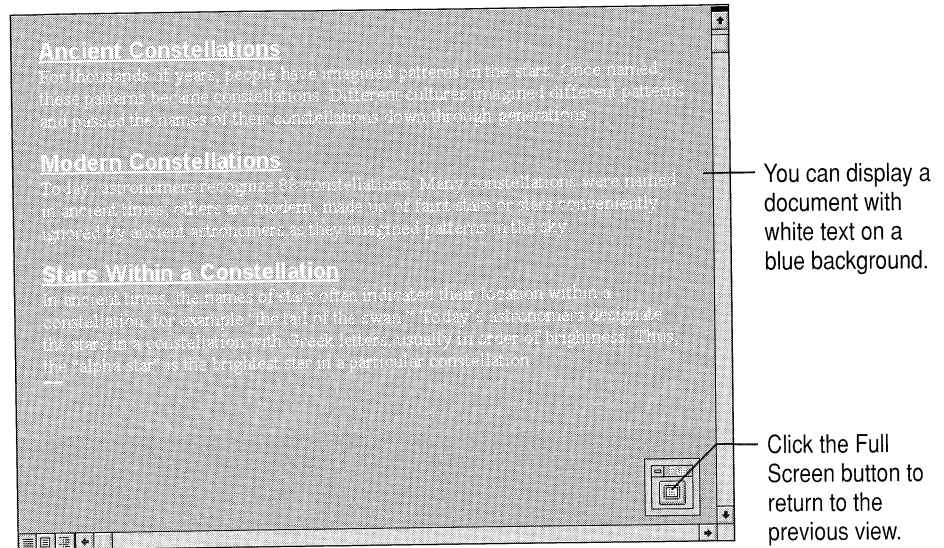 Ancient Constellations
For thousands of years, people have imagined patterns in the stars. Once named,
these patterns became constellations. Different cultures imagined different patterns
and passed the names of their constellations down through generations.
Modern Constellations
Today, astronomers recognize 88 constellations. Many constellations were named
in ancient times; others are modern, made up of faint stars or stars conveniently
ignored by ancient astronomers as they imagined patterns in the sky.
Stars Within a Constellation
In ancient times, the names of stars often indicated their location within a
constellation, for example "the tail of the swan." Today's astronomers designate
the stars in a constellation with Greek letters, usually in order of brightness. Thus,
the "alpha star" is the brightest star in a particular constellation.
You can display a
document with
white text on a
blue background.
Click the Full
Screen button to
return to the
previous view.